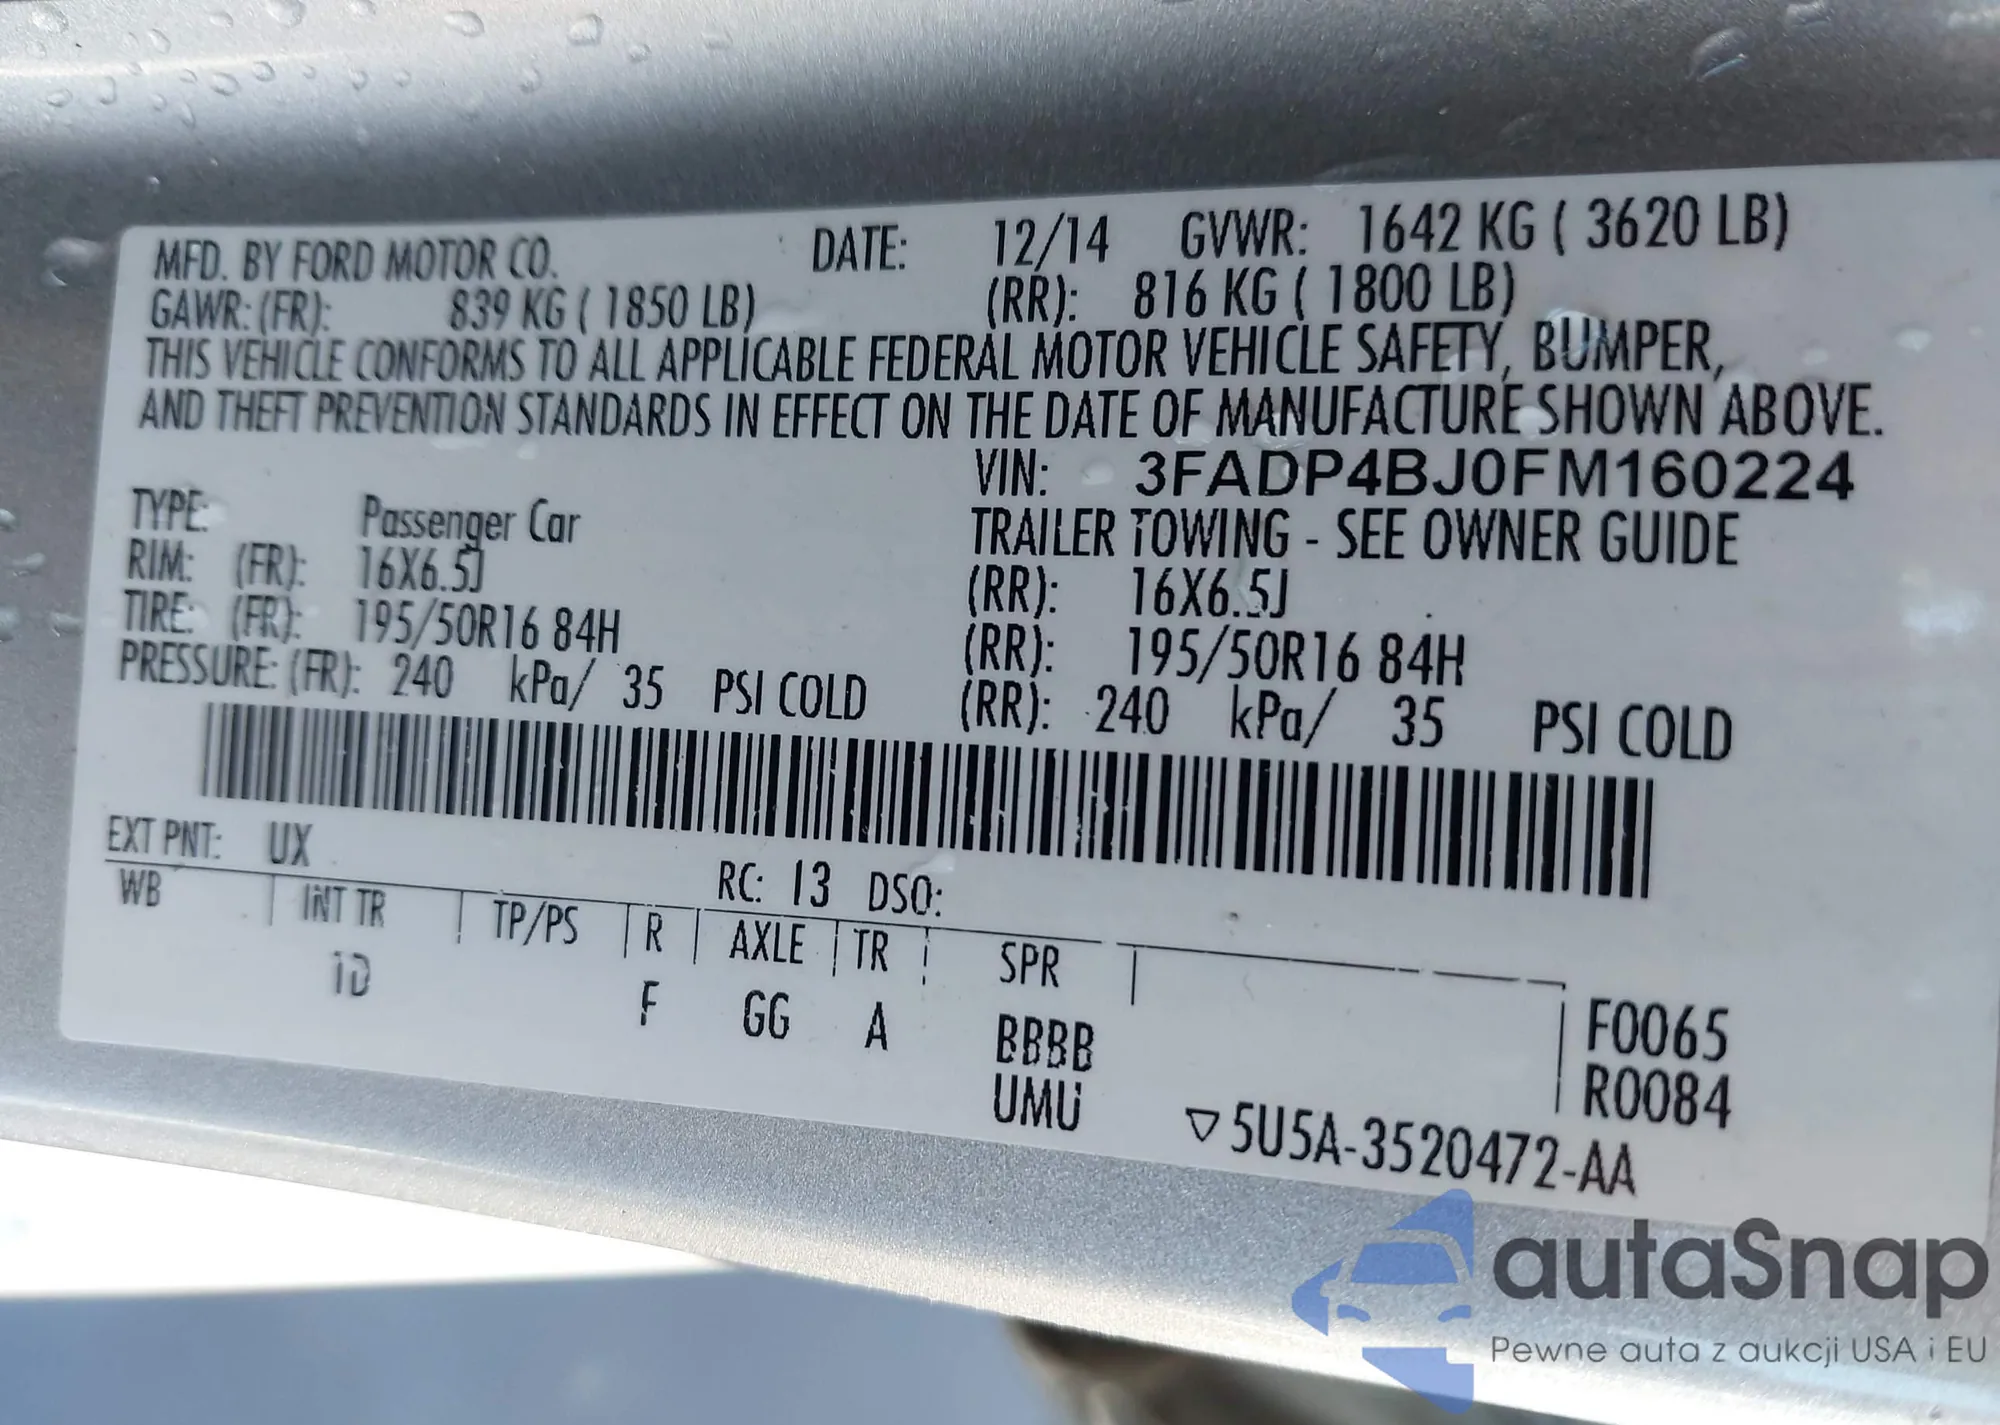 MFD. BY FORD MOTOR CO. DATE: 12/14 GVWR: 1642 KG ( 3620 LB)
GAWR: (FR): 839 KG ( 1850 LB) (RR): 816 KG ( 1800 LB)
THIS VEHICLE CONFORMS TO ALL APPLICABLE FEDERAL MOTOR VEHICLE SAFETY, BUMPER,
AND THEFT PREVENTION STANDARDS IN EFFECT ON THE DATE OF MANUFACTURE SHOWN ABOVE.
VIN: 3FADP4BJ0FM160224
TYPE: Passenger Car TRAILER TOWING - SEE OWNER GUIDE
RIM: (FR): 16X6.5J (RR): 16X6.5J
TIRE: (FR): 195/50R16 84H (RR): 195/50R16 84H
PRESSURE: (FR): 240 kPa/ 35 PSI COLD (RR): 240 kPa/ 35 PSI COLD
EXT PNT: UX RC: 13 DSO:
WB INT TR TP/PS R AXLE TR SPR
F GG A BBBB
UMU
F0065
R0084
▽5U5A-3520472-AA
autaSnap
Pewne auta z aukcji USA i EU